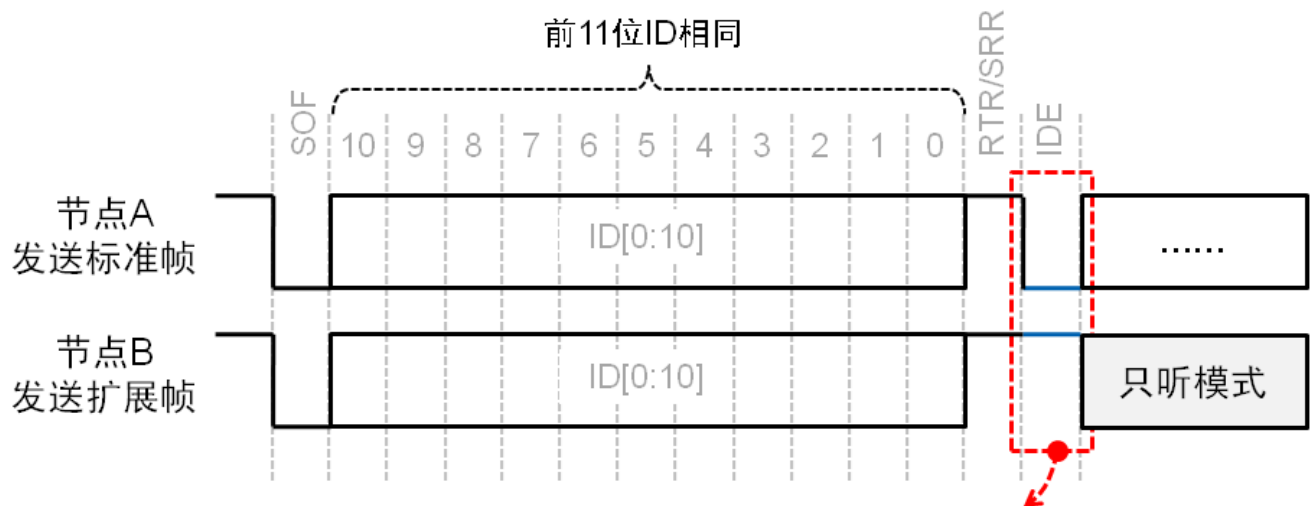 前11位ID相同
SOF 10 9 8 7 6 5 4 3 2 1 0 RTR/SRR IDE
节点A
发送标准帧
ID[0:10]
......
节点B
发送扩展帧
ID[0:10]
只听模式